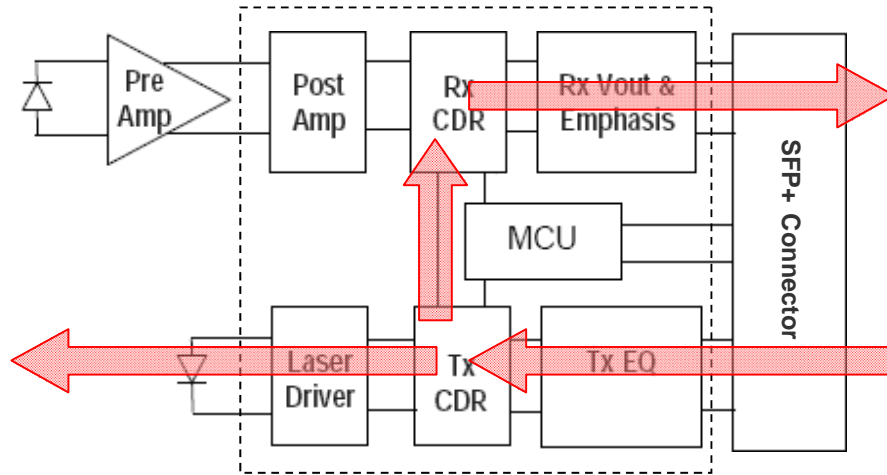 Pre
Amp
Post
Amp
Rx
CDR
Rx Vout &
Emphasis
SFP+ Connector
MCU
Laser
Driver
Tx
CDR
Tx EQ